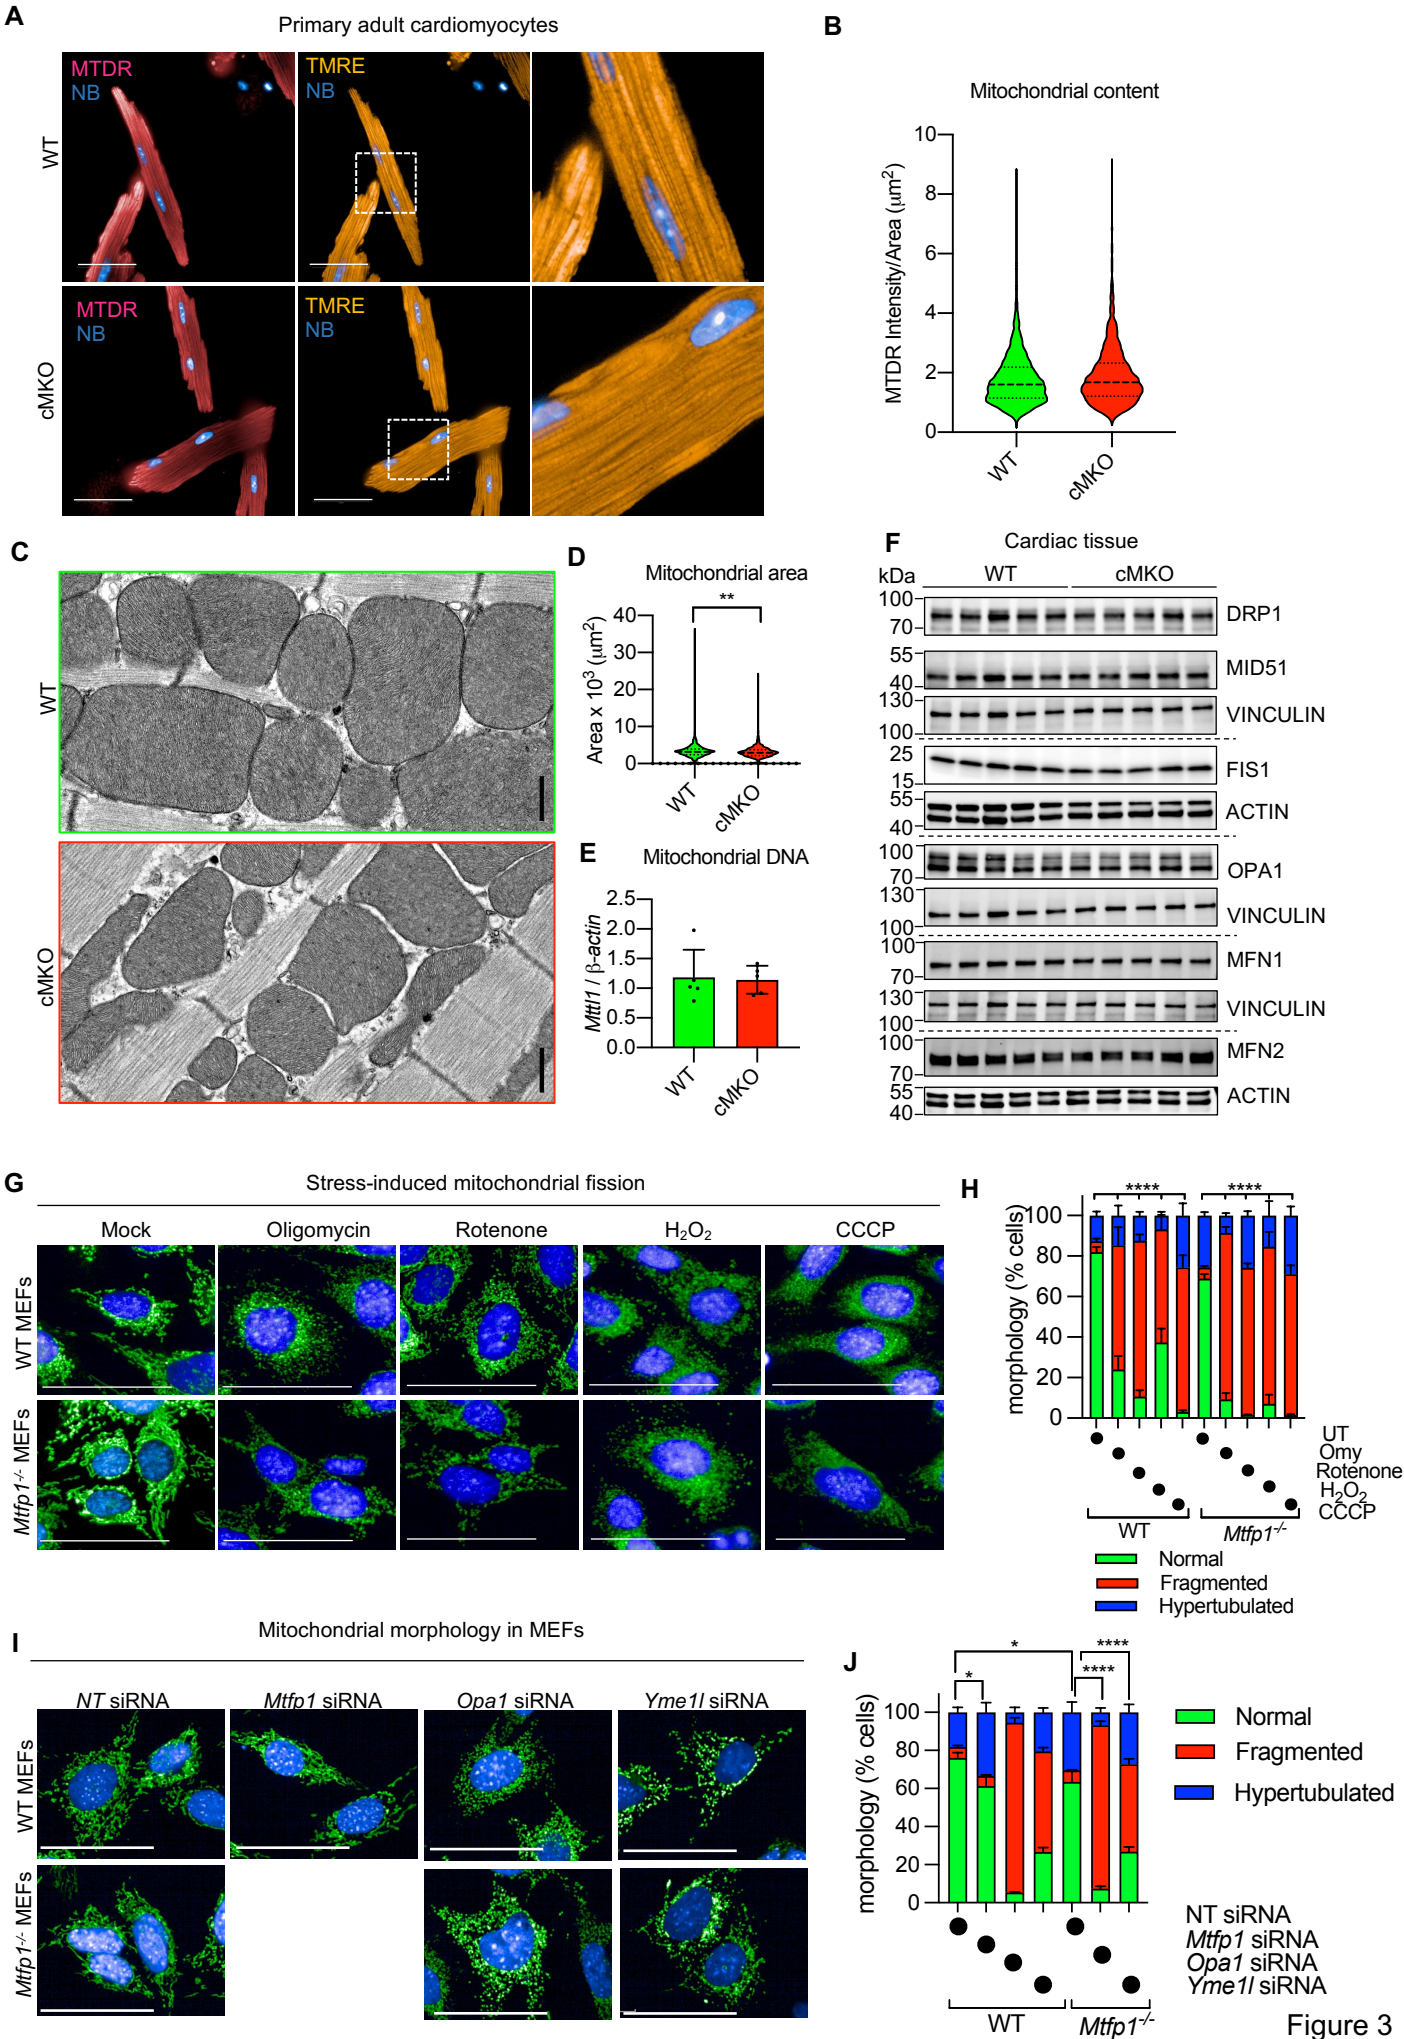 A
Primary adult cardiomyocytes
MTDR
NB
TMRE
NB
WT
MTDR
NB
TMRE
NB
cMKO
B
Mitochondrial content
MTDR Intensity/Area (μm²)
10
8
6
4
2
0
WT
cMKO
C
WT
cMKO
D
Mitochondrial area
**
Area x 10³ (μm²)
40
30
20
10
0
WT
cMKO
E
Mitochondrial DNA
Mttl1 / β-actin
2.5
2.0
1.5
1.0
0.5
0.0
WT
cMKO
F
Cardiac tissue
kDa
WT
cMKO
100
70
DRP1
55
40
MID51
130
100
VINCULIN
25
15
FIS1
55
40
ACTIN
100
70
OPA1
130
100
VINCULIN
100
70
MFN1
130
100
VINCULIN
100
70
MFN2
55
40
ACTIN
G
Stress-induced mitochondrial fission
Mock
Oligomycin
Rotenone
H₂O₂
CCCP
WT MEFs
Mtfp1⁻/⁻ MEFs
H
**** ****
morphology (% cells)
100
80
60
40
20
0
UT
Omy
Rotenone
H₂O₂
CCCP
WT
Mtfp1⁻/⁻
Normal
Fragmented
Hypertubulated
I
Mitochondrial morphology in MEFs
NT siRNA
Mtfp1 siRNA
Opa1 siRNA
Yme1l siRNA
WT MEFs
Mtfp1⁻/⁻ MEFs
J
* ****
* ****
morphology (% cells)
100
80
60
40
20
0
Normal
Fragmented
Hypertubulated
NT siRNA
Mtfp1 siRNA
Opa1 siRNA
Yme1l siRNA
WT
Mtfp1⁻/⁻
Figure 3